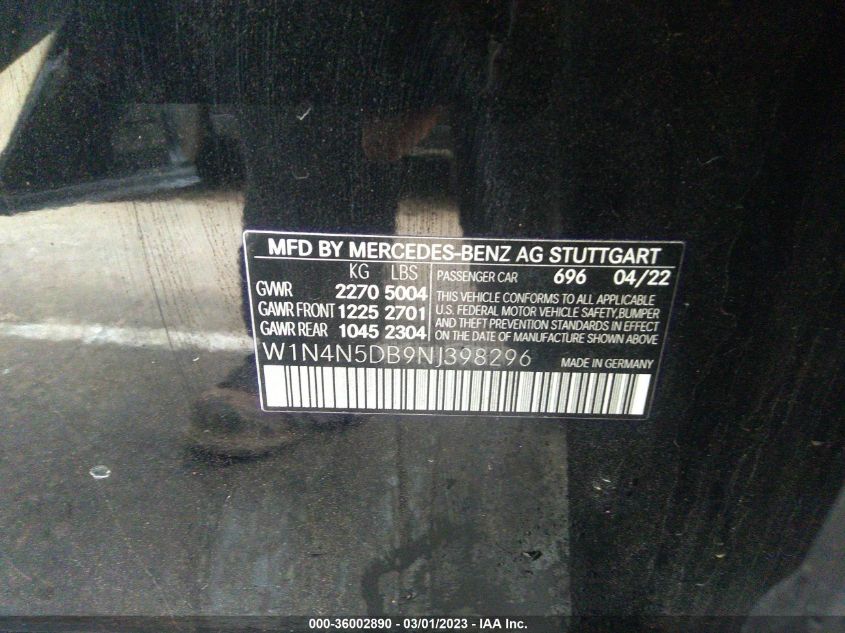 MFD BY MERCEDES-BENZ AG STUTTGART
KG LBS
GVWR 2270 5004
GAWR FRONT 1225 2701
GAWR REAR 1045 2304
PASSENGER CAR 696 04/22
THIS VEHICLE CONFORMS TO ALL APPLICABLE
U.S. FEDERAL MOTOR VEHICLE SAFETY,BUMPER
AND THEFT PREVENTION STANDARDS IN EFFECT
ON THE DATE OF MANUFACTURE SHOWN ABOVE
W1N4N5DB9NJ398296 MADE IN GERMANY
000-36002890 - 03/01/2023 - IAA Inc.